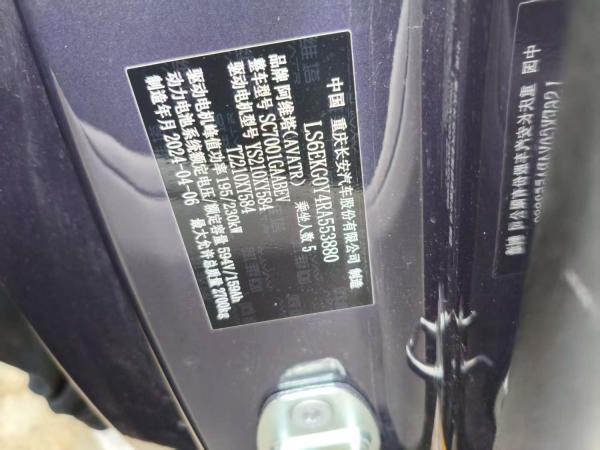 中国 重庆长安汽车股份有限公司 制造
LS6EKG0Y4RA553880
品牌 阿维塔(AVATR) 乘坐人数 5
整车型号 SC7001GAABEV
驱动电机型号 YS210XY584
YZ210XY584
驱动电机峰值功率 195/230kW
动力电池系统额定电压/额定容量 594V/159Ah
制造年月 2024-04-06 最大允许总质量 2700kg